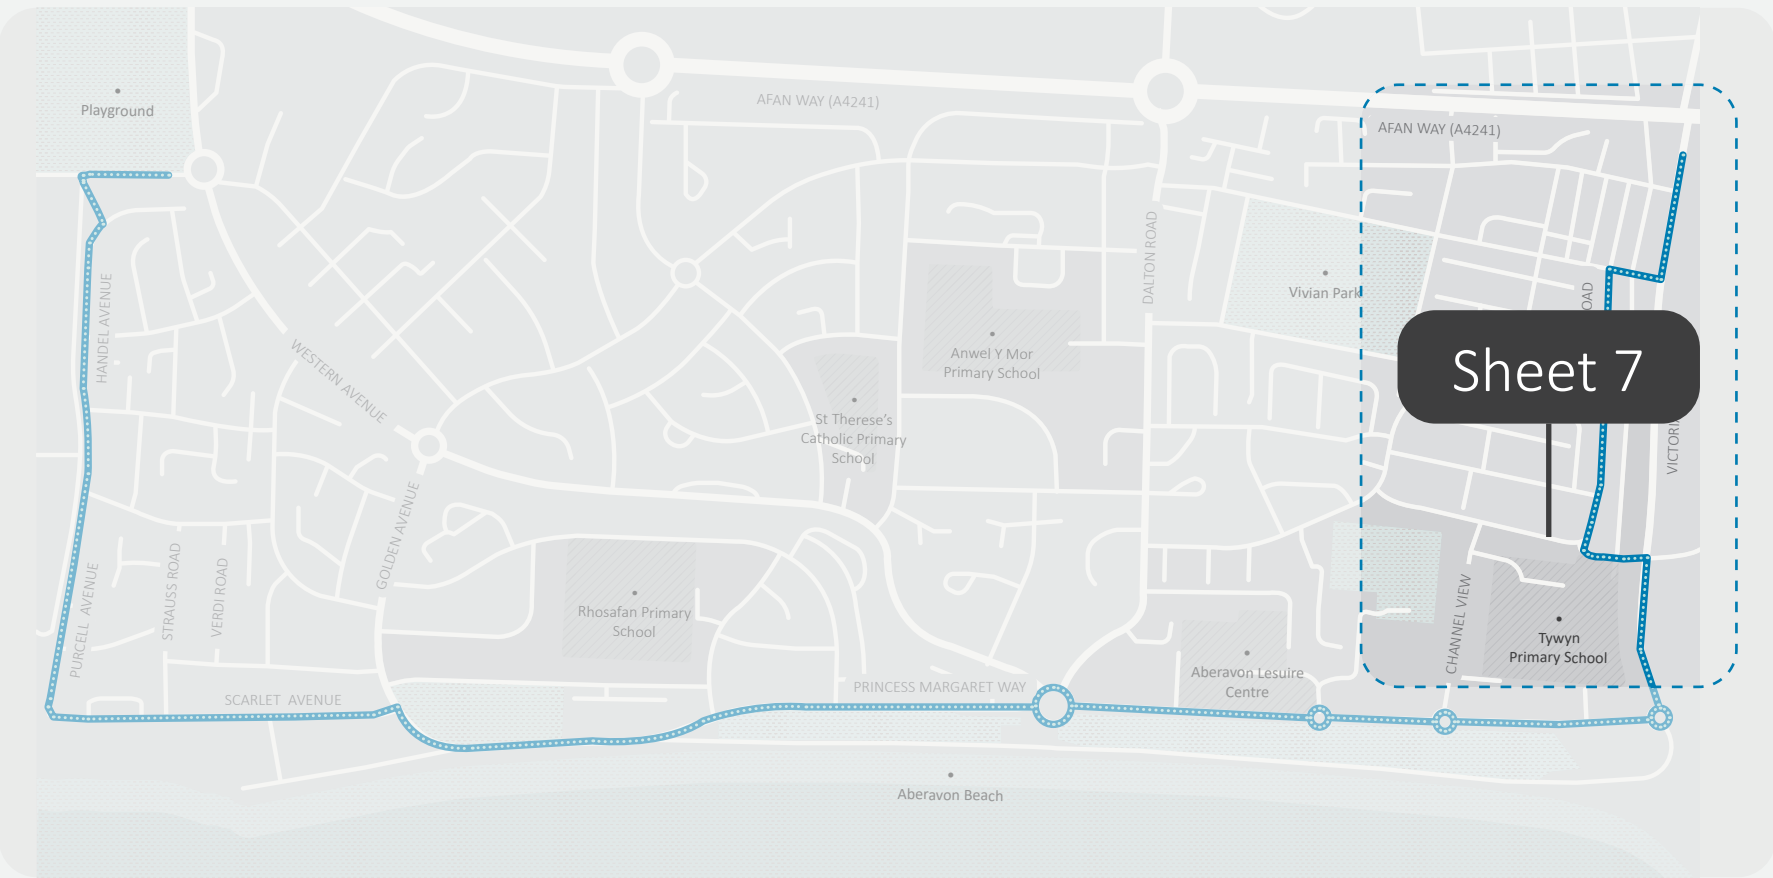 Playground
AFAN WAY (A4241)
AFAN WAY (A4241)
HANDEL AVENUE
WESTERN AVENUE
DALTON ROAD
Vivian Park
OAD
Sheet 7
Anwel Y Mor
Primary School
St Therese's
Catholic Primary
School
VICTORI
GOLDEN AVENUE
PURCELL AVENUE
STRAUSS ROAD
VERDI ROAD
Rhosafan Primary
School
CHANNEL VIEW
Tywyn
Primary School
Aberavon Lesuire
Centre
PRINCESS MARGARET WAY
SCARLET AVENUE
Aberavon Beach